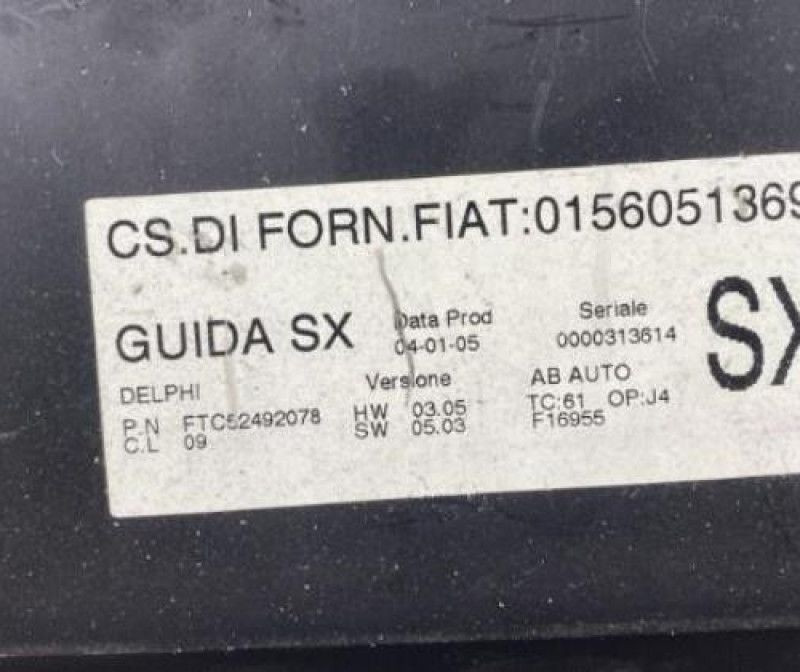 CS.DI FORN.FIAT:0156051369
GUIDA SX
Data Prod
04-01-05
Seriale
0000313614
SX
DELPHI
P.N FTC52492078
C.L 09
Versione
HW 03.05
SW 05.03
AB AUTO
TC:61 OP:J4
F16955